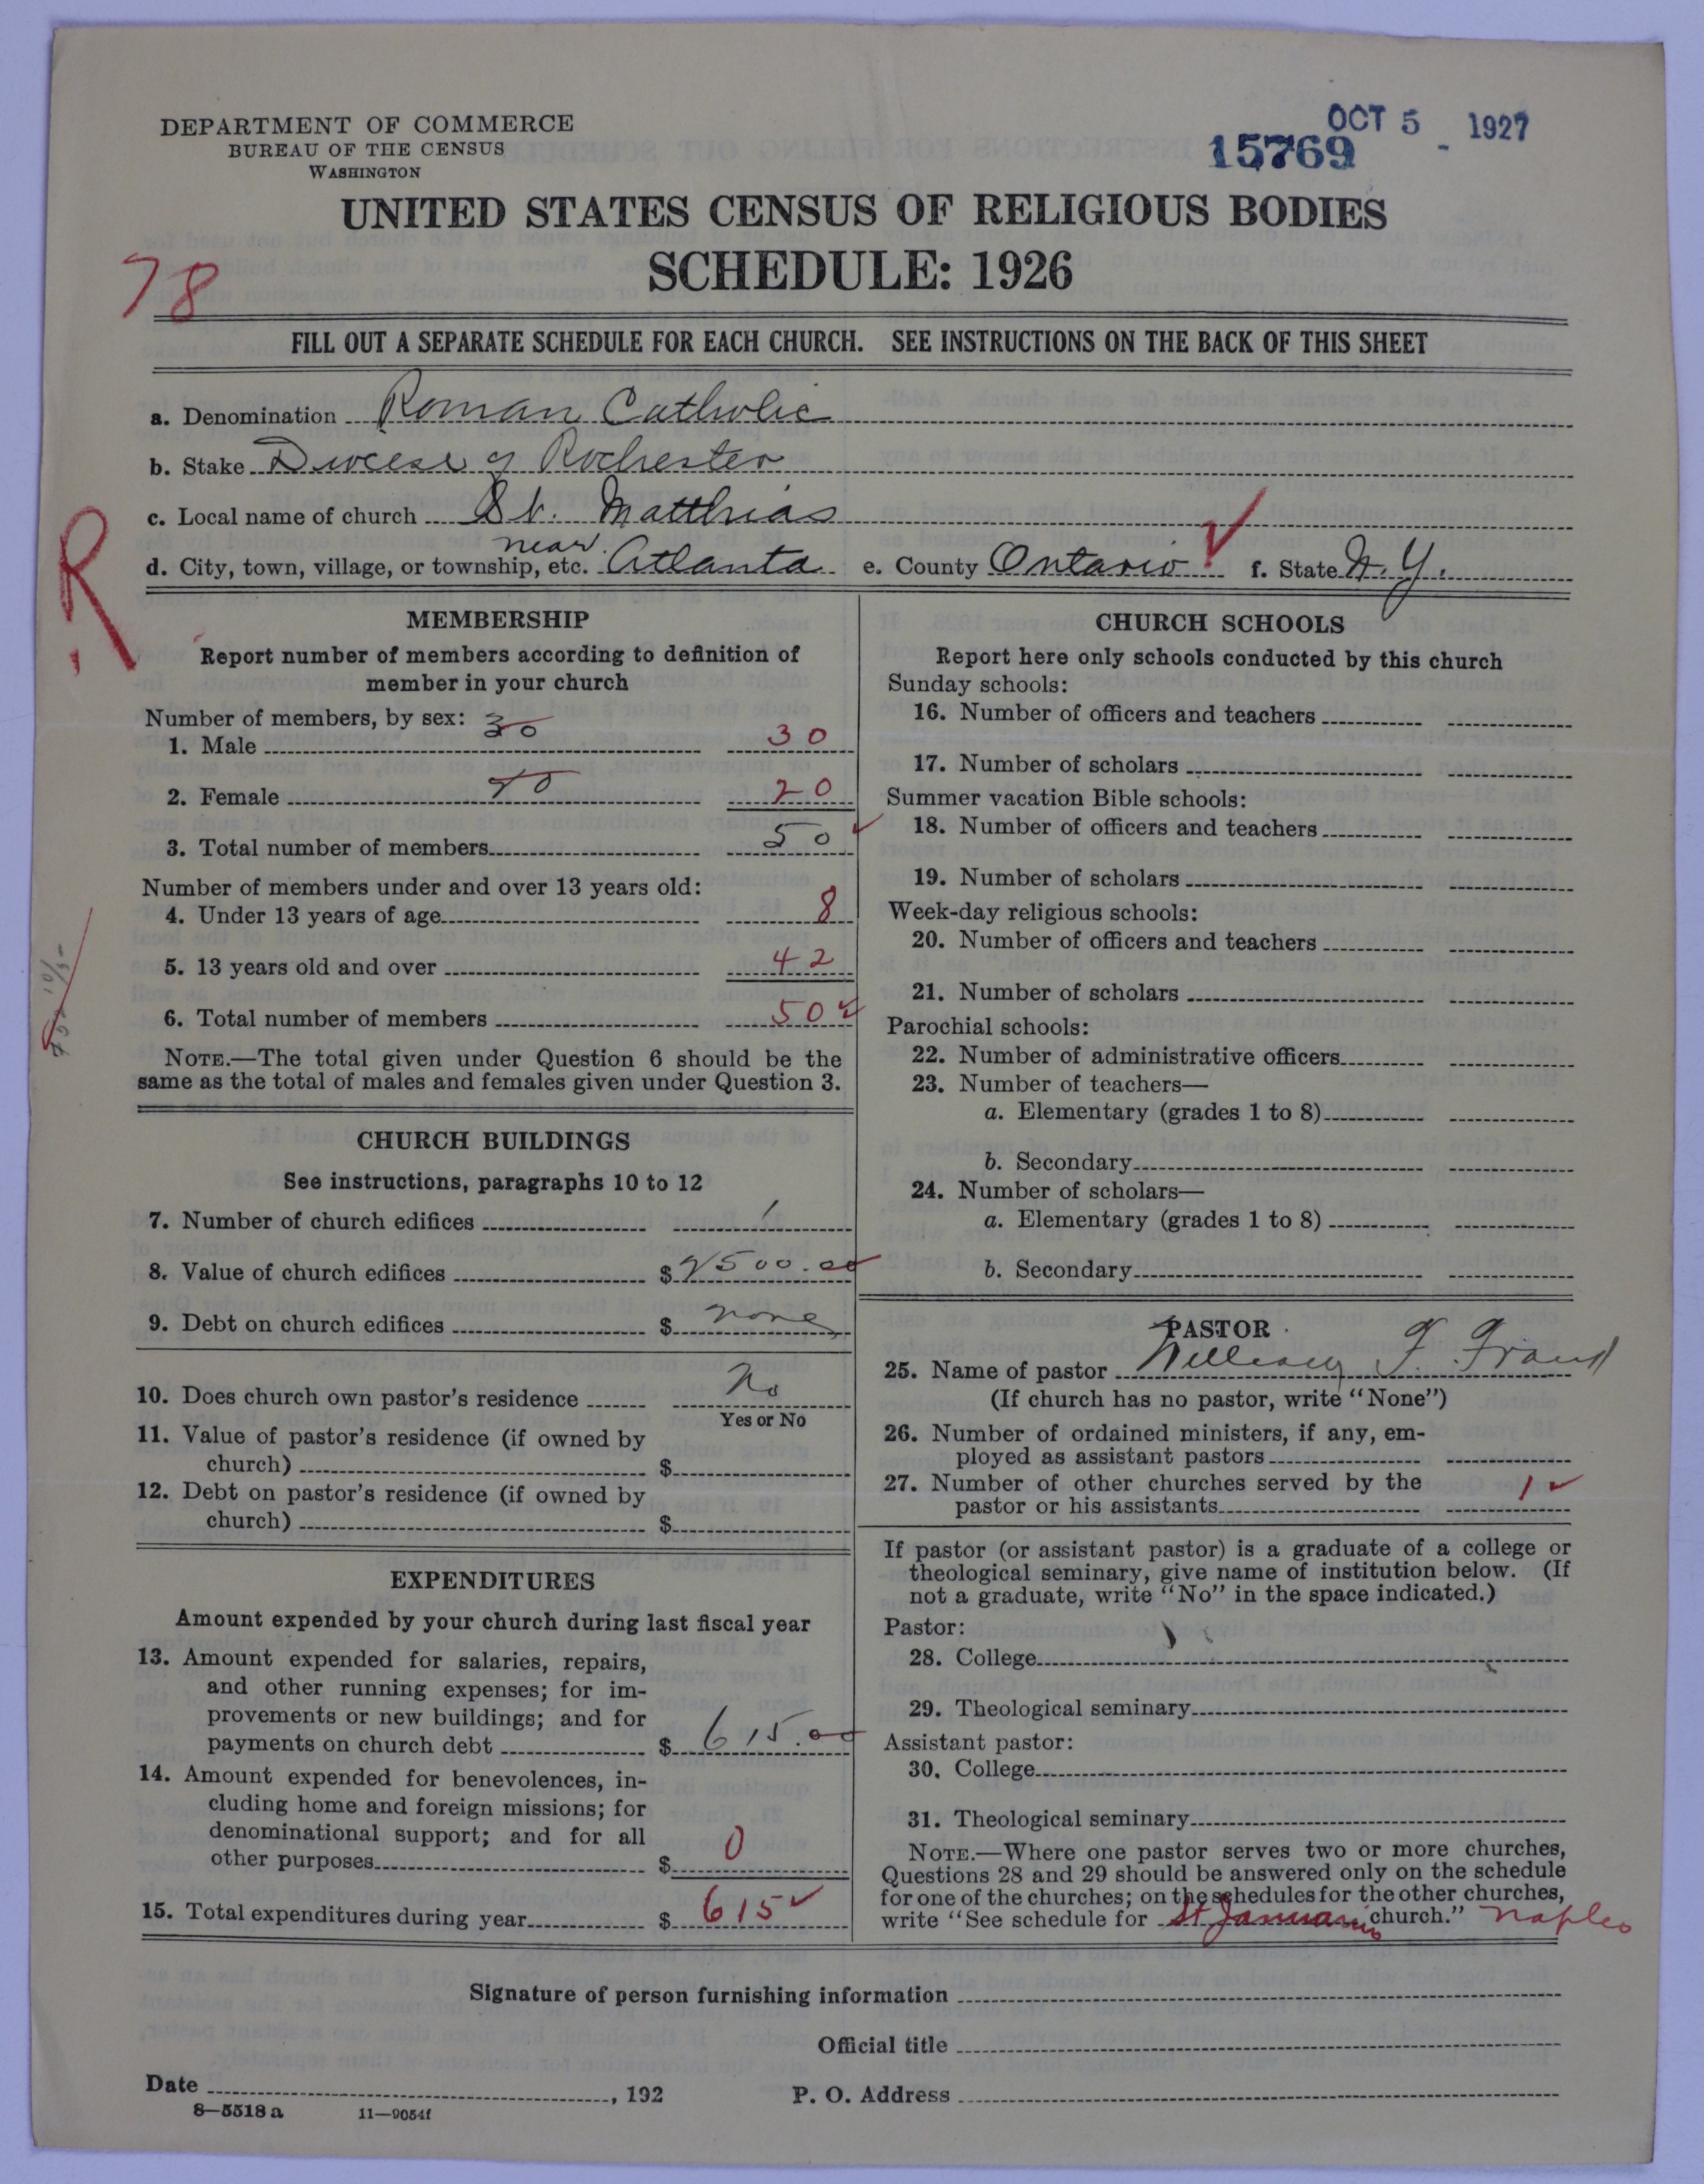 OCT 5 - 1927
15769
DEPARTMENT OF COMMERCE
BUREAU OF THE CENSUS
WASHINGTON
UNITED STATES CENSUS OF RELIGIOUS BODIES
SCHEDULE: 1926
78
FILL OUT A SEPARATE SCHEDULE FOR EACH CHURCH. SEE INSTRUCTIONS ON THE BACK OF THIS SHEET
a. Denomination Roman Catholic
b. Stake Diocese of Rochester
R
c. Local name of church St. Matthias
d. City, town, village, or township, etc. near Atlanta e. County Ontario f. State N.Y.
MEMBERSHIP
Report number of members according to definition of
member in your church
Number of members, by sex: 30
1. Male 30
2. Female 20
3. Total number of members 50
Number of members under and over 13 years old:
4. Under 13 years of age 8
5. 13 years old and over 42
6. Total number of members 50
NOTE.—The total given under Question 6 should be the
same as the total of males and females given under Question 3.
CHURCH BUILDINGS
See instructions, paragraphs 10 to 12
7. Number of church edifices 1
8. Value of church edifices $ 2500.00
9. Debt on church edifices $ none
10. Does church own pastor's residence No
Yes or No
11. Value of pastor's residence (if owned by
church) $
12. Debt on pastor's residence (if owned by
church) $
EXPENDITURES
Amount expended by your church during last fiscal year
13. Amount expended for salaries, repairs,
and other running expenses; for im-
provements or new buildings; and for
payments on church debt $ 615.00
14. Amount expended for benevolences, in-
cluding home and foreign missions; for
denominational support; and for all
other purposes $ 0
15. Total expenditures during year $ 615
CHURCH SCHOOLS
Report here only schools conducted by this church
Sunday schools:
16. Number of officers and teachers
17. Number of scholars
Summer vacation Bible schools:
18. Number of officers and teachers
19. Number of scholars
Week-day religious schools:
20. Number of officers and teachers
21. Number of scholars
Parochial schools:
22. Number of administrative officers
23. Number of teachers—
a. Elementary (grades 1 to 8)
b. Secondary
24. Number of scholars—
a. Elementary (grades 1 to 8)
b. Secondary
PASTOR
25. Name of pastor William F.
(If church has no pastor, write "None")
26. Number of ordained ministers, if any, em-
ployed as assistant pastors
27. Number of other churches served by the
pastor or his assistants 1
If pastor (or assistant pastor) is a graduate of a college or
theological seminary, give name of institution below. (If
not a graduate, write "No" in the space indicated.)
Pastor:
28. College
29. Theological seminary
Assistant pastor:
30. College
31. Theological seminary
NOTE.—Where one pastor serves two or more churches,
Questions 28 and 29 should be answered only on the schedule
for one of the churches; on the schedules for the other churches,
write "See schedule for St Januarius church." Naples
Signature of person furnishing information
Official title
Date , 192 P. O. Address
8—5518 a 11—9054f